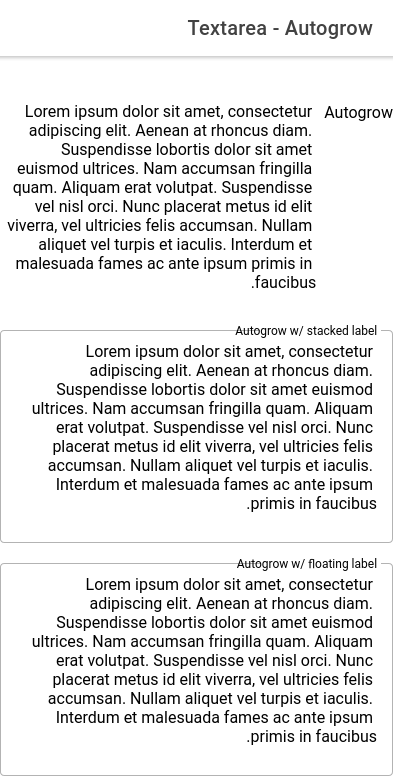 Textarea - Autogrow
Autogrow
Lorem ipsum dolor sit amet, consectetur
adipiscing elit. Aenean at rhoncus diam.
Suspendisse lobortis dolor sit amet
euismod ultrices. Nam accumsan fringilla
quam. Aliquam erat volutpat. Suspendisse
vel nisl orci. Nunc placerat metus id elit
viverra, vel ultricies felis accumsan. Nullam
aliquet vel turpis et iaculis. Interdum et
malesuada fames ac ante ipsum primis in
.faucibus
Autogrow w/ stacked label
Lorem ipsum dolor sit amet, consectetur
adipiscing elit. Aenean at rhoncus diam.
Suspendisse lobortis dolor sit amet euismod
ultrices. Nam accumsan fringilla quam. Aliquam
erat volutpat. Suspendisse vel nisl orci. Nunc
placerat metus id elit viverra, vel ultricies felis
accumsan. Nullam aliquet vel turpis et iaculis.
Interdum et malesuada fames ac ante ipsum
.primis in faucibus
Autogrow w/ floating label
Lorem ipsum dolor sit amet, consectetur
adipiscing elit. Aenean at rhoncus diam.
Suspendisse lobortis dolor sit amet euismod
ultrices. Nam accumsan fringilla quam. Aliquam
erat volutpat. Suspendisse vel nisl orci. Nunc
placerat metus id elit viverra, vel ultricies felis
accumsan. Nullam aliquet vel turpis et iaculis.
Interdum et malesuada fames ac ante ipsum
.primis in faucibus